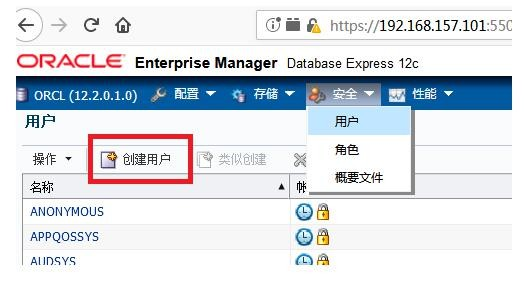 https://192.168.157.101:550
ORACLE Enterprise Manager Database Express 12c
ORCL (12.2.0.1.0) 配置 存储 安全 性能
用户
用户
操作 创建用户 类似创建
角色
概要文件
名称 帐
ANONYMOUS
APPQOSSYS
AUDSYS